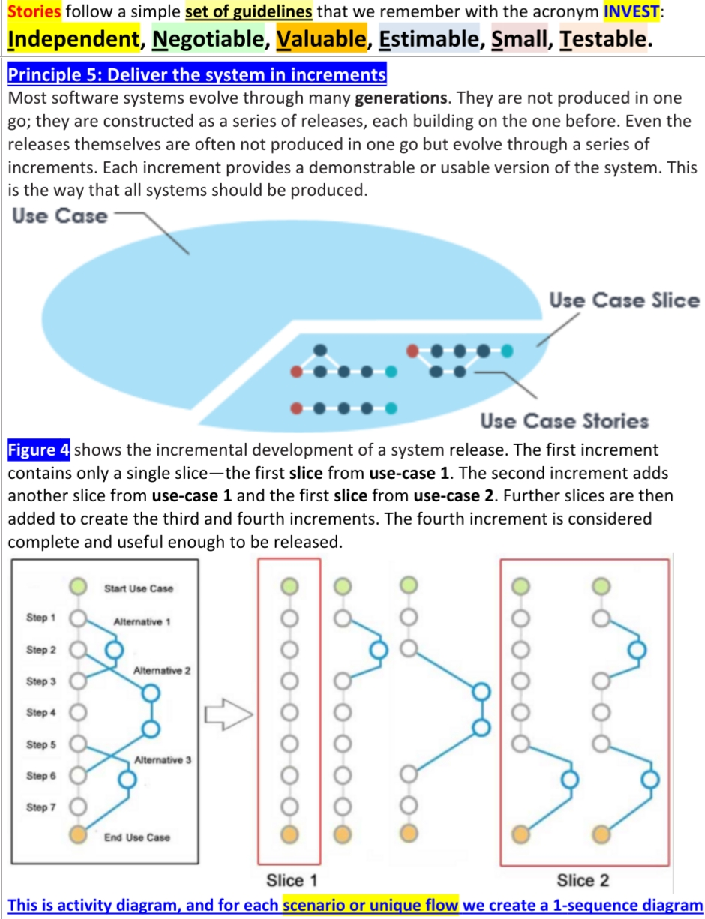 Stories follow a simple set of guidelines that we remember with the acronym INVEST:
Independent, Negotiable, Valuable, Estimable, Small, Testable.
Principle 5: Deliver the system in increments
Most software systems evolve through many generations. They are not produced in one
go; they are constructed as a series of releases, each building on the one before. Even the
releases themselves are often not produced in one go but evolve through a series of
increments. Each increment provides a demonstrable or usable version of the system. This
is the way that all systems should be produced.
Use Case
Use Case Slice
Use Case Stories
Figure 4 shows the incremental development of a system release. The first increment
contains only a single slice—the first slice from use-case 1. The second increment adds
another slice from use-case 1 and the first slice from use-case 2. Further slices are then
added to create the third and fourth increments. The fourth increment is considered
complete and useful enough to be released.
Start Use Case
Step 1
Alternative 1
Step 2
Alternative 2
Step 3
Step 4
Step 5
Alternative 3
Step 6
Step 7
End Use Case
Slice 1
Slice 2
This is activity diagram, and for each scenario or unique flow we create a 1-sequence diagram